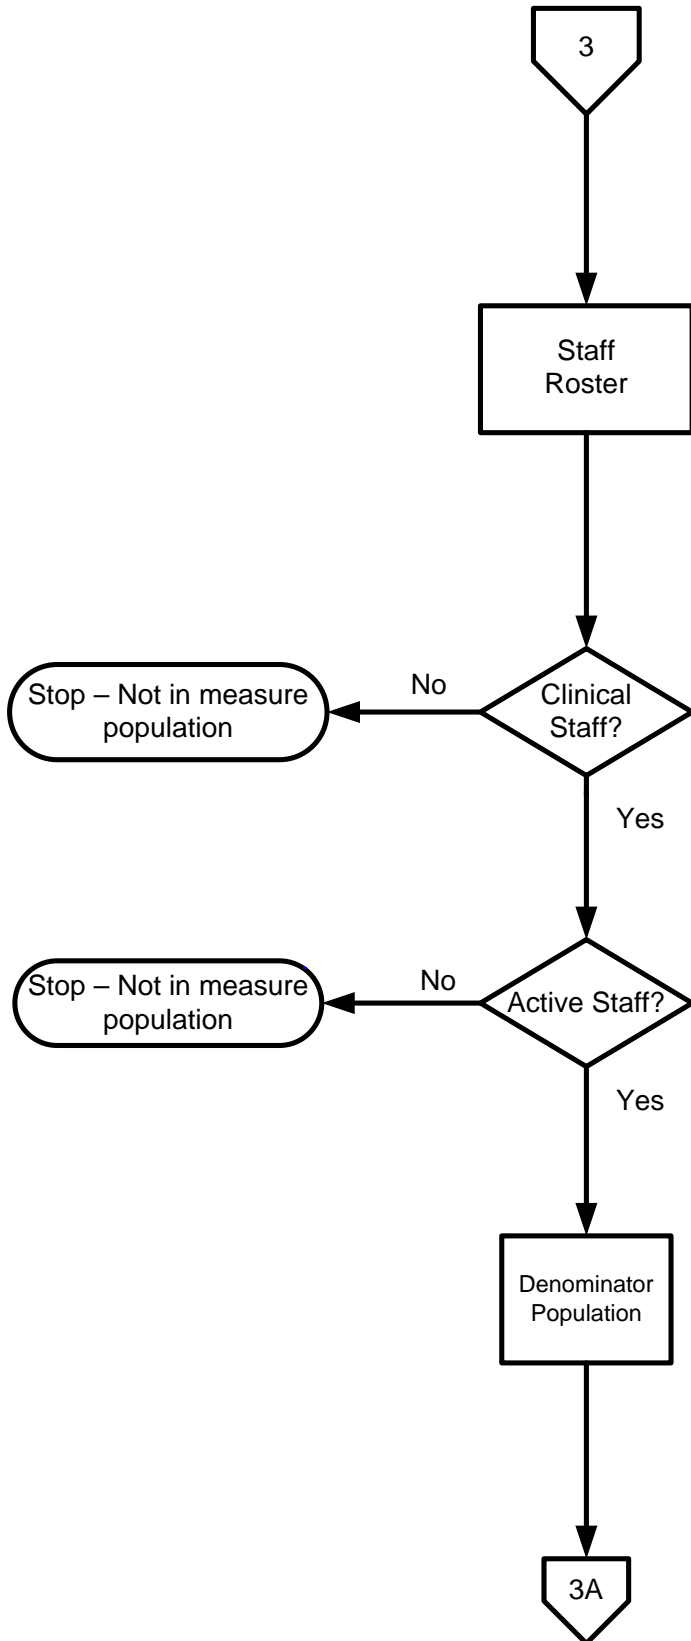 3
Staff
Roster
Stop – Not in measure
population
No
Clinical
Staff?
Yes
Stop – Not in measure
population
No
Active Staff?
Yes
Denominator
Population
3A